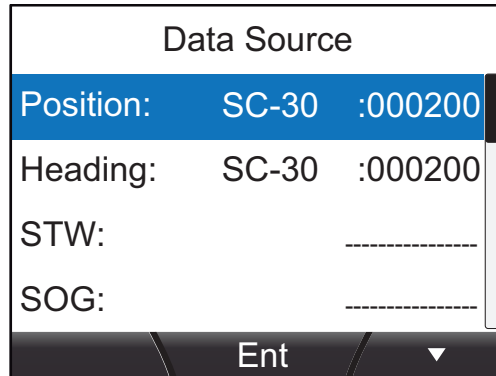 Data Source
Position: SC-30 :000200
Heading: SC-30 :000200
STW: ---------------
SOG: ---------------
Ent ▼